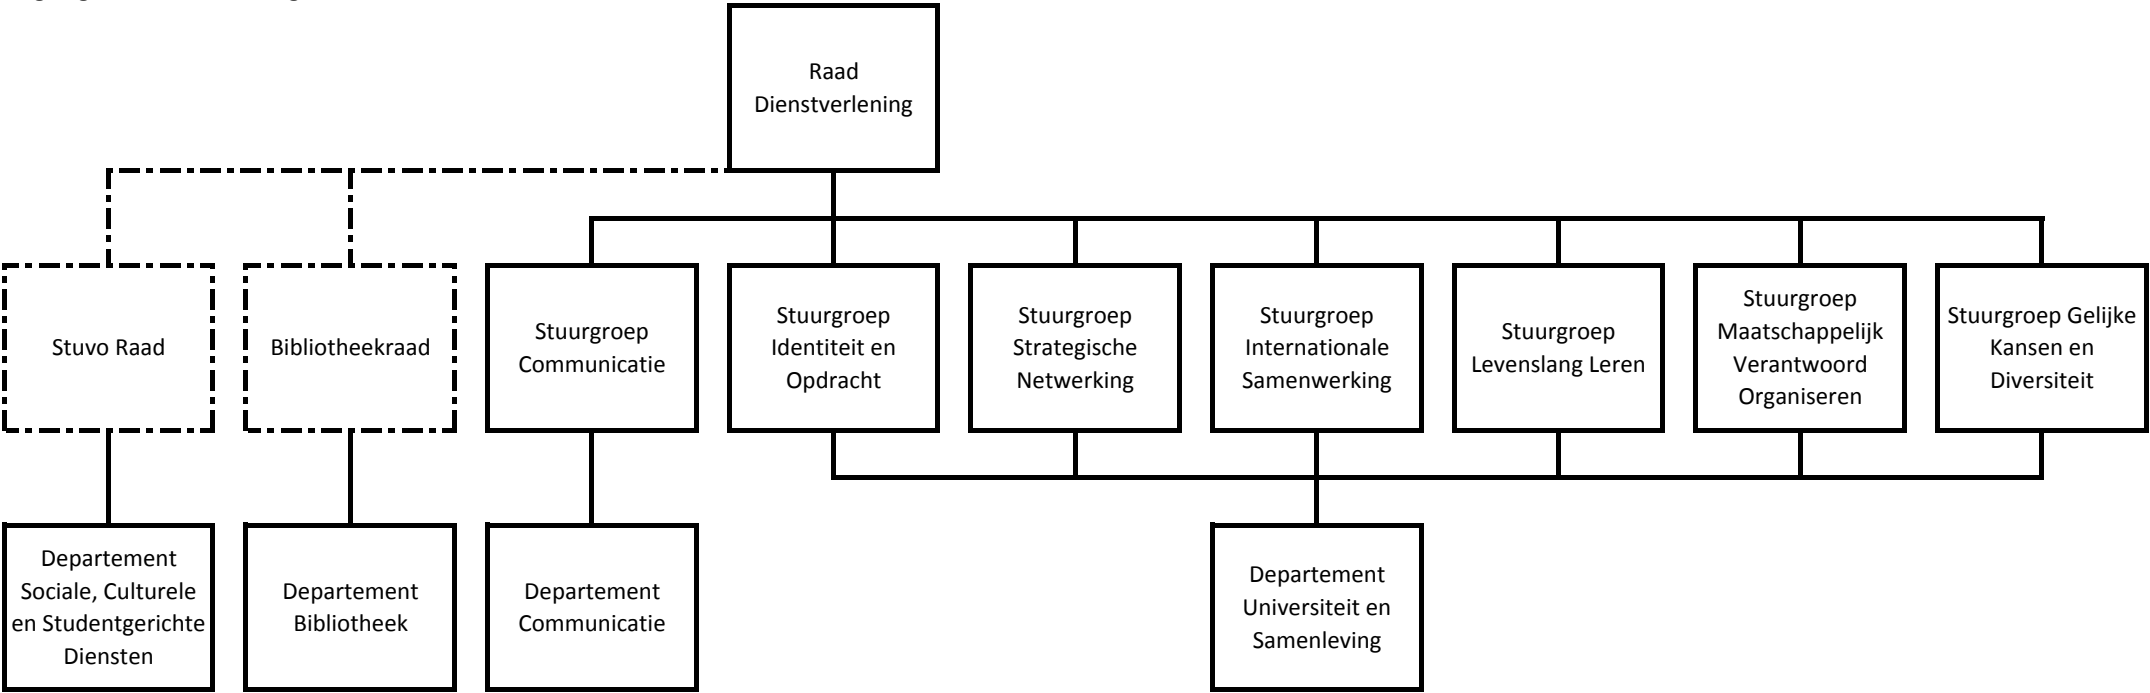 Raad
Dienstverlening
Stuvo Raad
Bibliotheekraad
Stuurgroep
Communicatie
Stuurgroep
Identiteit en
Opdracht
Stuurgroep
Strategische
Netwerking
Stuurgroep
Internationale
Samenwerking
Stuurgroep
Levenslang Leren
Stuurgroep
Maatschappelijk
Verantwoord
Organiseren
Stuurgroep Gelijke
Kansen en
Diversiteit
Departement
Sociale, Culturele
en Studentgerichte
Diensten
Departement
Bibliotheek
Departement
Communicatie
Departement
Universiteit en
Samenleving